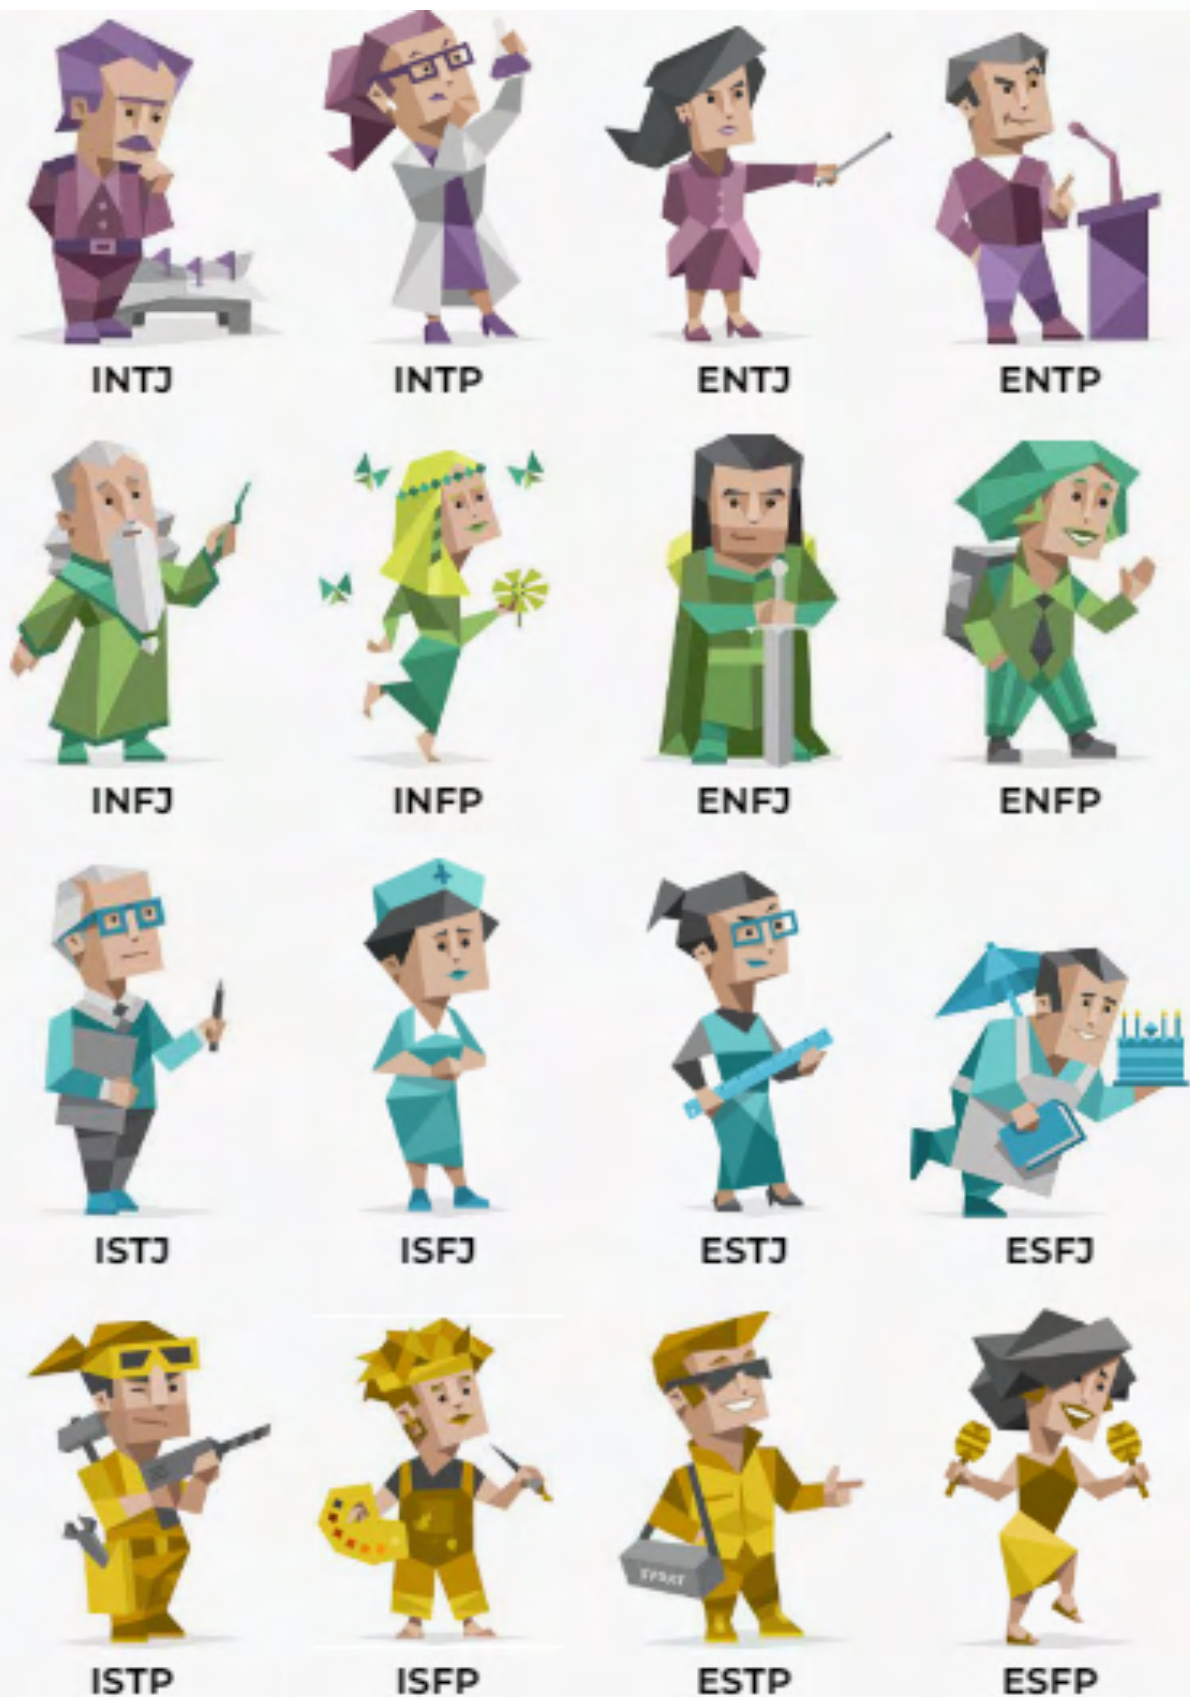 INTJ
INTP
ENTJ
ENTP
INFJ
INFP
ENFJ
ENFP
ISTJ
ISFJ
ESTJ
ESFJ
ISTP
ISFP
ESTP
ESFP